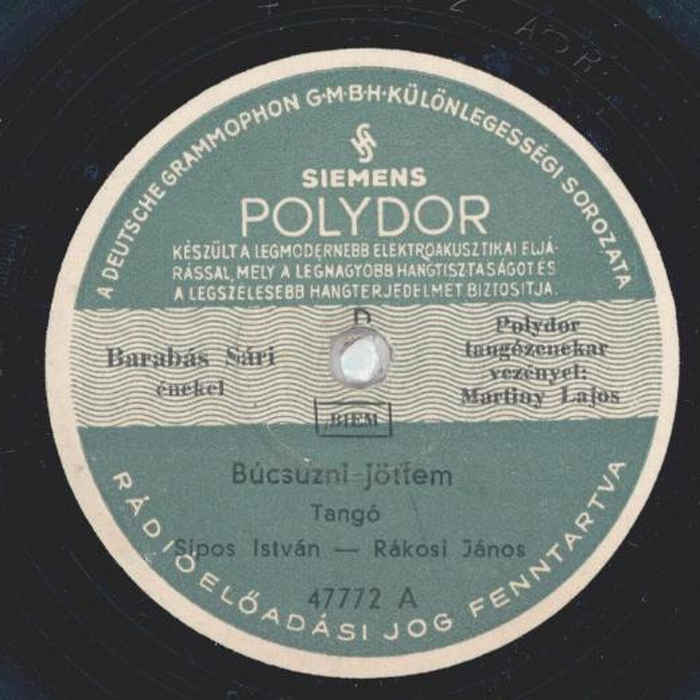 A DEUTSCHE GRAMMOPHON G·M·B·H·KÜLÖNLEGESSÉGI SOROZATA
SIEMENS
POLYDOR
KÉSZÜLT A LEGMODERNEBB ELEKTROAKUSZTIKAI ELJÁ-
RÁSSAL, MELY A LEGNAGYOBB HANGTISZTASÁGOT ÉS
A LEGSZÉLESEBB HANGTERJEDELMET BIZTOSITJA.
D
Barabás Sári
énekel
Polydor
tangózenekar
vezényel:
Martiny Lajos
BIEM
Búcsúzni jöttem
Tangó
Sipos István — Rákosi János
47772 A
RÁDIÓELŐADÁSI JOG FENNTARTVA